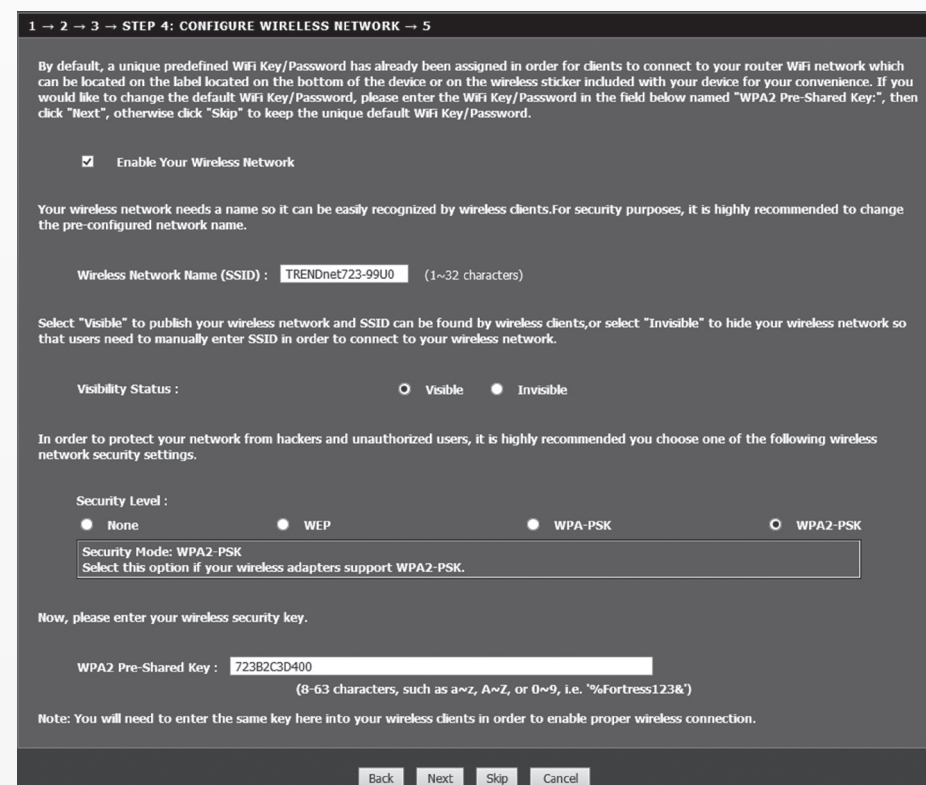 1 → 2 → 3 → STEP 4: CONFIGURE WIRELESS NETWORK → 5
By default, a unique predefined WiFi Key/Password has already been assigned in order for clients to connect to your router WiFi network which
can be located on the label located on the bottom of the device or on the wireless sticker included with your device for your convenience. If you
would like to change the default WiFi Key/Password, please enter the WiFi Key/Password in the field below named "WPA2 Pre-Shared Key:", then
click "Next", otherwise click "Skip" to keep the unique default WiFi Key/Password.
Enable Your Wireless Network
Your wireless network needs a name so it can be easily recognized by wireless clients.For security purposes, it is highly recommended to change
the pre-configured network name.
Wireless Network Name (SSID) : TRENDnet723-99U0 (1~32 characters)
Select "Visible" to publish your wireless network and SSID can be found by wireless clients,or select "Invisible" to hide your wireless network so
that users need to manually enter SSID in order to connect to your wireless network.
Visibility Status : Visible Invisible
In order to protect your network from hackers and unauthorized users, it is highly recommended you choose one of the following wireless
network security settings.
Security Level :
None WEP WPA-PSK WPA2-PSK
Security Mode: WPA2-PSK
Select this option if your wireless adapters support WPA2-PSK.
Now, please enter your wireless security key.
WPA2 Pre-Shared Key : 723B2C3D400
(8-63 characters, such as a~z, A~Z, or 0~9, i.e. '%Fortress123&')
Note: You will need to enter the same key here into your wireless clients in order to enable proper wireless connection.
Back Next Skip Cancel